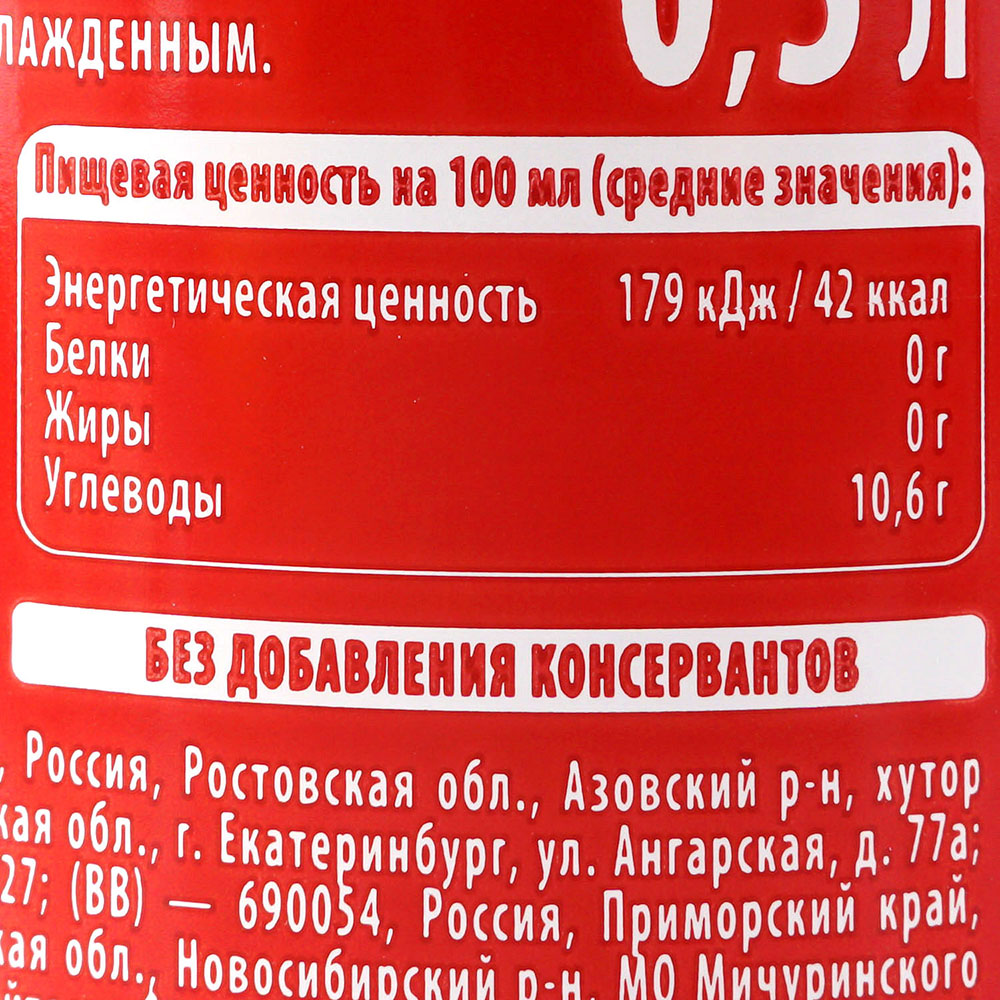 0,5 л
лажденным.
Пищевая ценность на 100 мл (средние значения):
Энергетическая ценность 179 кДж / 42 ккал
Белки 0 г
Жиры 0 г
Углеводы 10,6 г
БЕЗ ДОБАВЛЕНИЯ КОНСЕРВАНТОВ
, Россия, Ростовская обл., Азовский р-н, хутор
кая обл., г. Екатеринбург, ул. Ангарская, д. 77а;
27; (ВВ) — 690054, Россия, Приморский край,
кая обл., Новосибирский р-н, МО Мичуринского